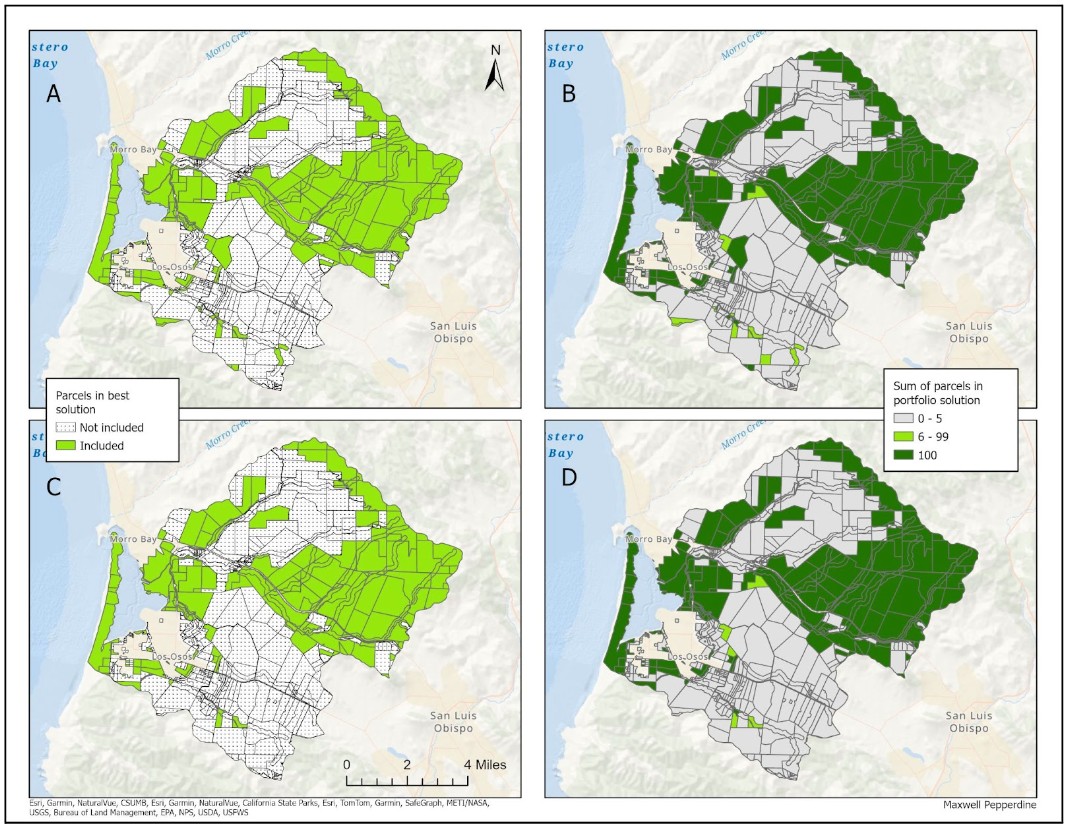 stero
Bay
Morro Cree
N
A
Morro Bay
Los Osos
San Luis
Obispo
stero
Bay
Morro Cree
B
Morro Bay
Los Osos
San Luis
Obispo
Parcels in best
solution
Not included
Included
Sum of parcels in
portfolio solution
0 - 5
6 - 99
100
st
Morro Cree
C
Morro Bay
Los Osos
San Luis
Obispo
0 2 4 Miles
stero
Bay
Morro Cree
D
Morro Bay
Los Osos
San Luis
Obispo
Esri, Garmin, NaturalVue, CSUMB, Esri, Garmin, NaturalVue, California State Parks, Esri, TomTom, Garmin, SafeGraph, METI/NASA,
USGS, Bureau of Land Management, EPA, NPS, USDA, USFWS
Maxwell Pepperdine